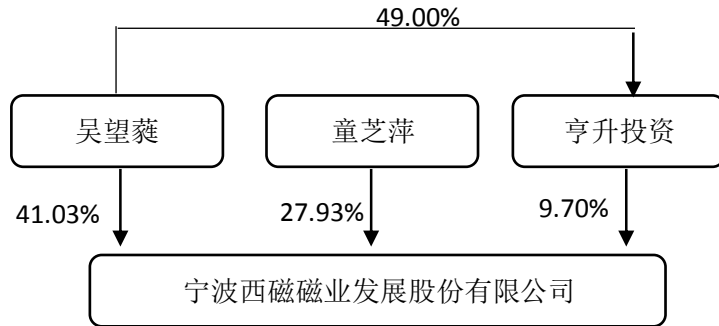 49.00%
吴望蕤
童芝萍
亨升投资
41.03%
27.93%
9.70%
宁波西磁磁业发展股份有限公司